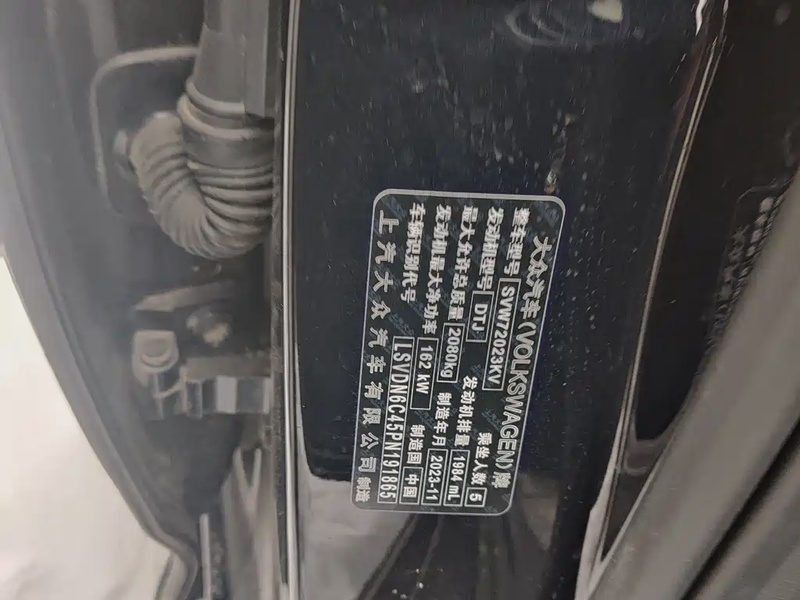 大众汽车(VOLKSWAGEN)牌
整车型号 SVW72023KV 乘坐人数 5
发动机型号 DTJ 发动机排量 1984 mL
最大允许总质量 2080kg 制造年月 2023-11
发动机最大净功率 162 kW 制造国 中国
车辆识别代号 LSVDN6C45PN191865
上汽大众汽车有限公司 制造